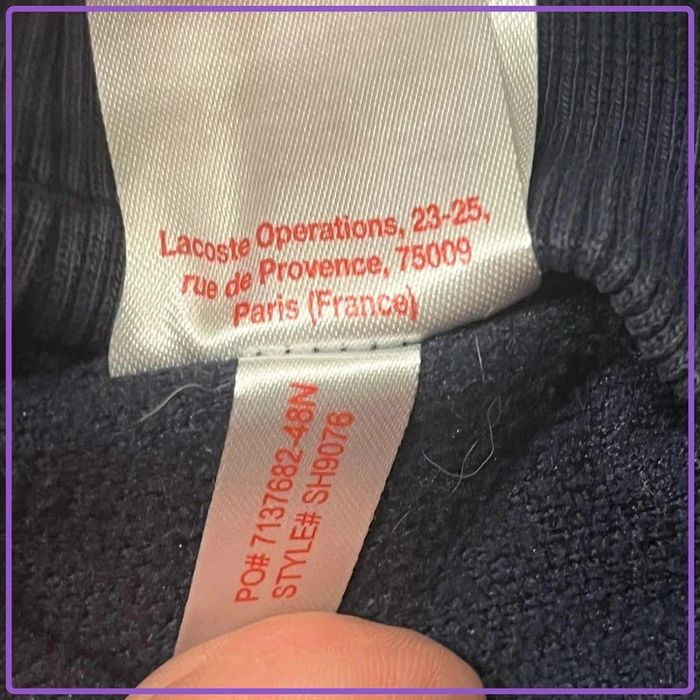 Lacoste Operations, 23-25,
rue de Provence, 75009
Paris (France)
PO# 7137682-48N
STYLE# SH9076